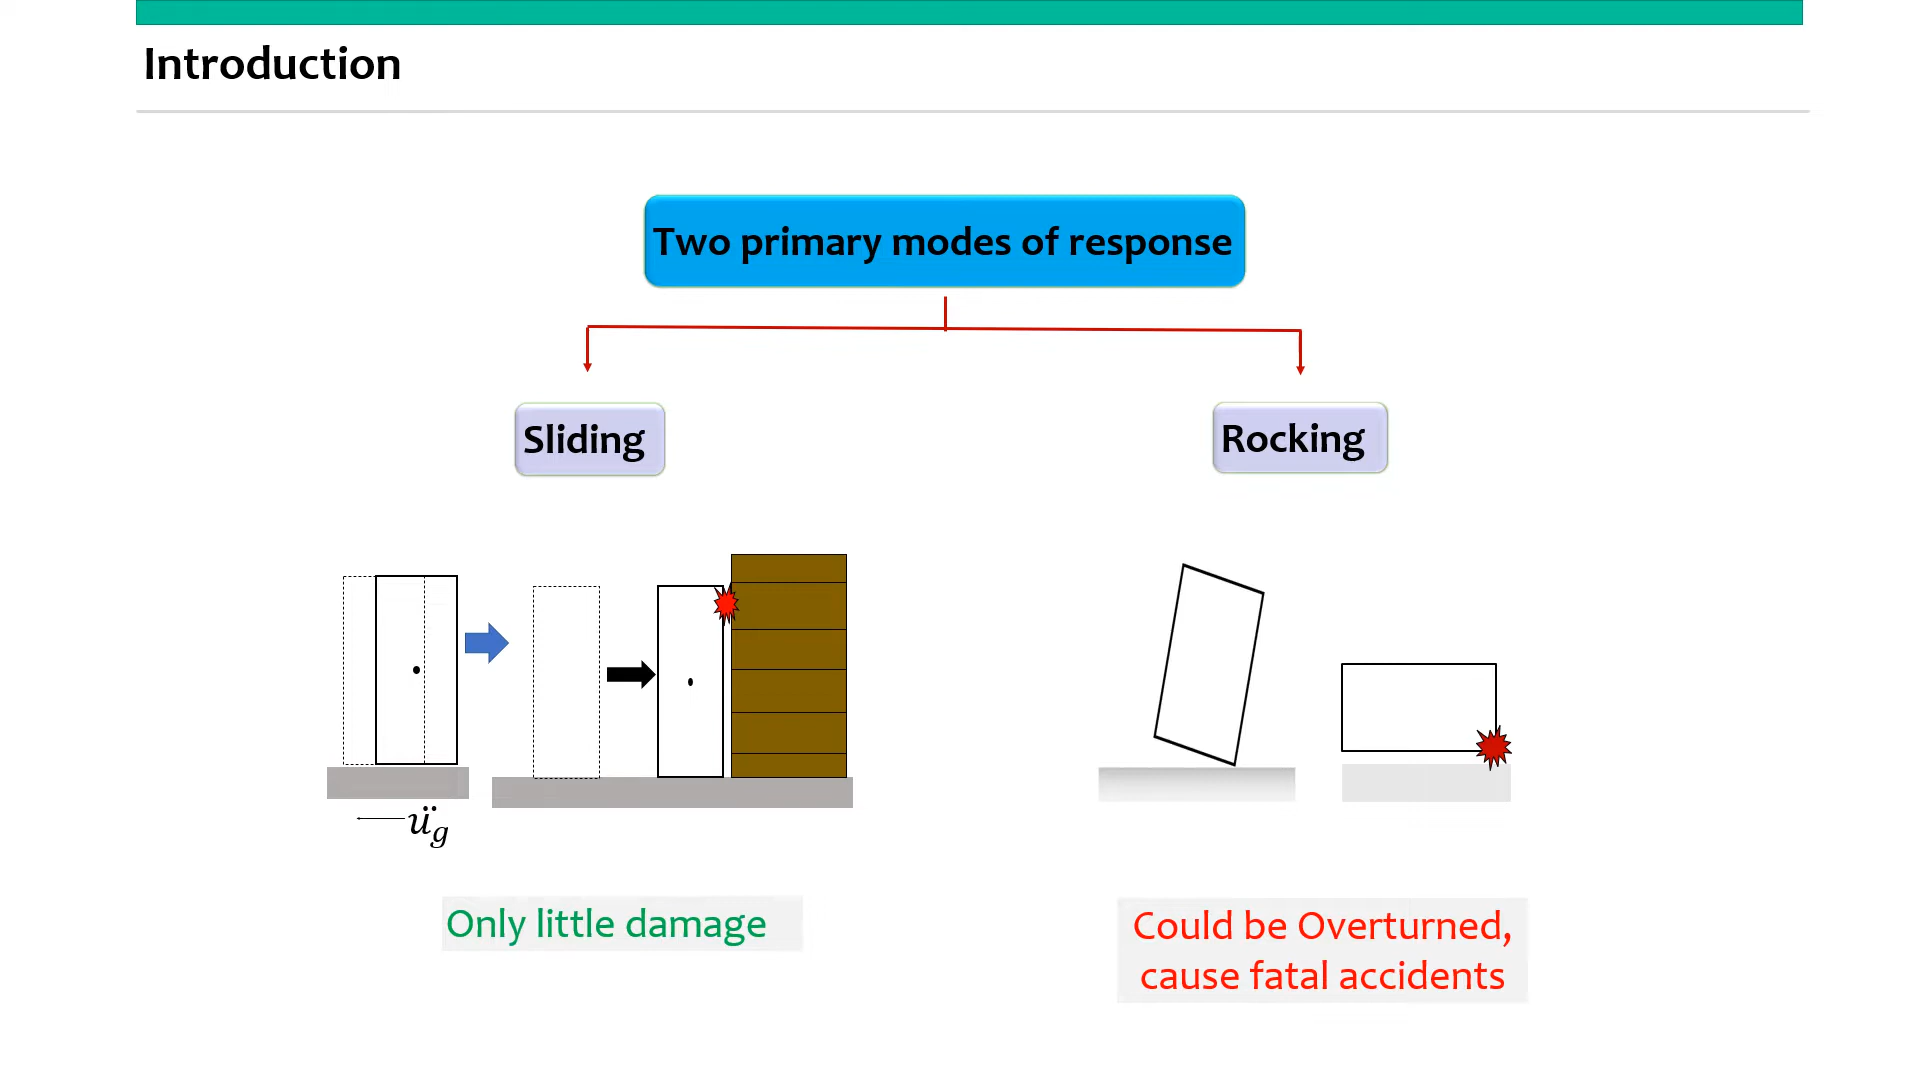 Introduction
Two primary modes of response
Sliding
Rocking
ü_g
Only little damage
Could be Overturned,
cause fatal accidents